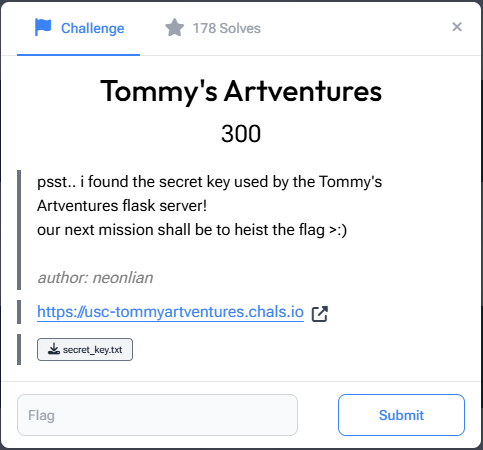 Challenge
178 Solves
×
Tommy's Artventures
300
psst.. i found the secret key used by the Tommy's
Artventures flask server!
our next mission shall be to heist the flag >:)
author: neonlian
https://usc-tommyartventures.chals.io
secret_key.txt
Flag
Submit